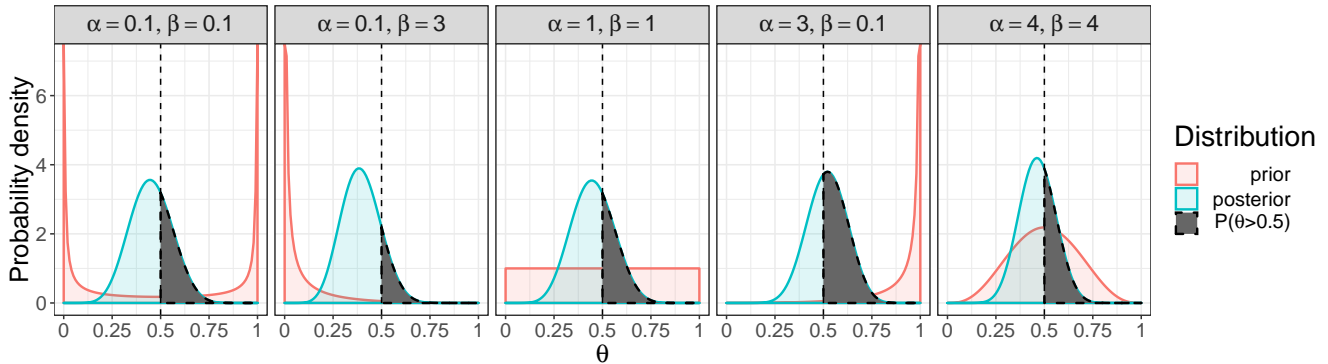 α = 0.1, β = 0.1
α = 0.1, β = 3
α = 1, β = 1
α = 3, β = 0.1
α = 4, β = 4
Probability density
6
4
2
0
0 0.25 0.5 0.75 1
0 0.25 0.5 0.75 1
0 0.25 0.5 0.75 1
0 0.25 0.5 0.75 1
0 0.25 0.5 0.75 1
θ
Distribution
prior
posterior
P(θ>0.5)